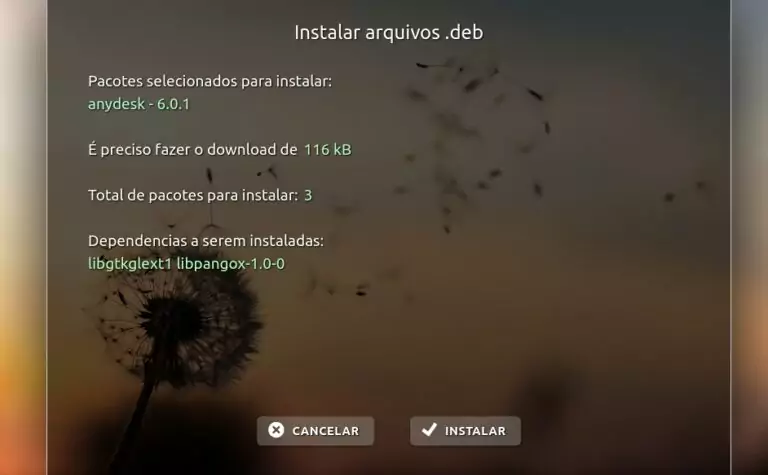 Instalar arquivos .deb
Pacotes selecionados para instalar:
anydesk - 6.0.1
É preciso fazer o download de 116 kB
Total de pacotes para instalar: 3
Dependencias a serem instaladas:
libgtkglext1 libpangox-1.0-0
CANCELAR
INSTALAR